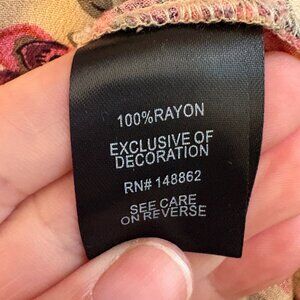 100%RAYON
EXCLUSIVE OF
DECORATION
RN# 148862
SEE CARE
ON REVERSE